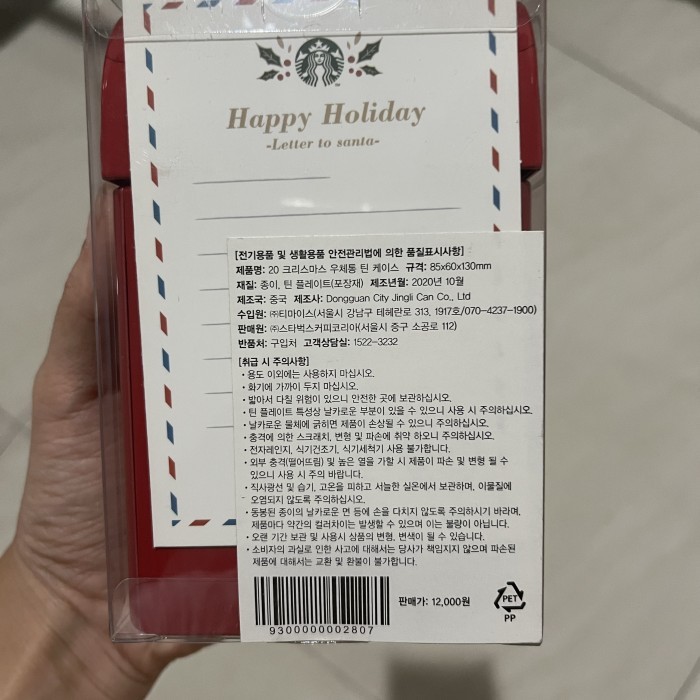 Happy Holiday
-Letter to santa-
[전기용품 및 생활용품 안전관리법에 의한 품질표시사항]
제품명: 20 크리스마스 우체통 틴 케이스 규격: 85x60x130mm
재질: 종이, 틴 플레이트(포장재) 제조년월: 2020년 10월
제조국: 중국 제조사: Dongguan City Jingli Can Co., Ltd
수입원: ㈜티마이스(서울시 강남구 테헤란로 313, 1917호/070-4237-1900)
판매원: ㈜스타벅스커피코리아(서울시 중구 소공로 112)
반품처: 구입처 고객상담실: 1522-3232
[취급 시 주의사항]
• 용도 이외에는 사용하지 마십시오.
• 화기에 가까이 두지 마십시오.
• 밟아서 다칠 위험이 있으니 안전한 곳에 보관하십시오.
• 틴 플레이트 특성상 날카로운 부분이 있을 수 있으니 사용 시 주의하십시오.
• 날카로운 물체에 긁히면 제품이 손상될 수 있으니 주의하십시오.
• 충격에 의한 스크래치, 변형 및 파손에 취약 하오니 주의하십시오.
• 전자레인지, 식기건조기, 식기세척기 사용 불가합니다.
• 외부 충격(떨어뜨림) 및 높은 열을 가할 시 제품이 파손 및 변형 될 수
있으니 사용 시 주의 바랍니다.
• 직사광선 및 습기, 고온을 피하고 서늘한 실온에서 보관하며, 이물질에
오염되지 않도록 주의하십시오.
• 동봉된 종이의 날카로운 면 등에 손을 다치지 않도록 주의하시기 바라며,
제품마다 약간의 컬러차이는 발생할 수 있으며 이는 불량이 아닙니다.
• 오랜 기간 보관 및 사용시 상품의 변형, 변색이 될 수 있습니다.
• 소비자의 과실로 인한 사고에 대해서는 당사가 책임지지 않으며 파손된
제품에 대해서는 교환 및 환불이 불가합니다.
판매가: 12,000원
9300000002807
PET
PP